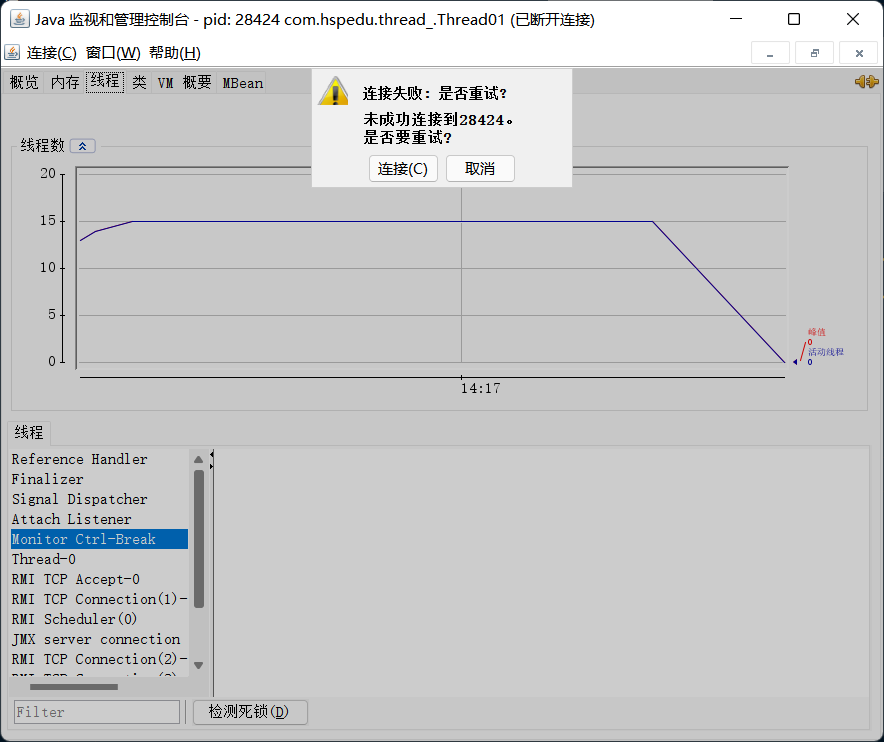 Java 监视和管理控制台 - pid: 28424 com.hspedu.thread_.Thread01 (已断开连接)
连接(C) 窗口(W) 帮助(H)
概览 内存 线程 类 VM 概要 MBean
连接失败: 是否重试?
未成功连接到28424。
是否要重试?
连接(C) 取消
线程数
20
15
10
5
0
峰值
0
活动线程
0
14:17
线程
Reference Handler
Finalizer
Signal Dispatcher
Attach Listener
Monitor Ctrl-Break
Thread-0
RMI TCP Accept-0
RMI TCP Connection(1)-
RMI Scheduler(0)
JMX server connection
RMI TCP Connection(2)-
Filter
检测死锁(D)